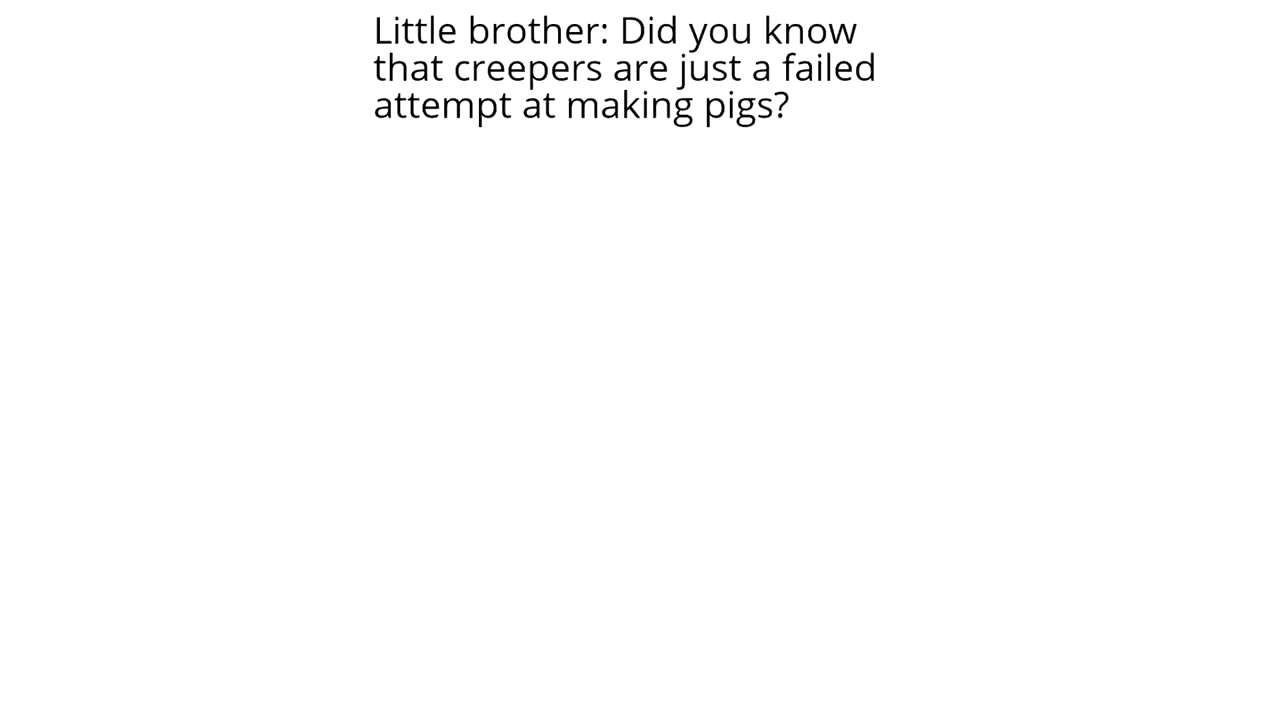 Little brother: Did you know
that creepers are just a failed
attempt at making pigs?